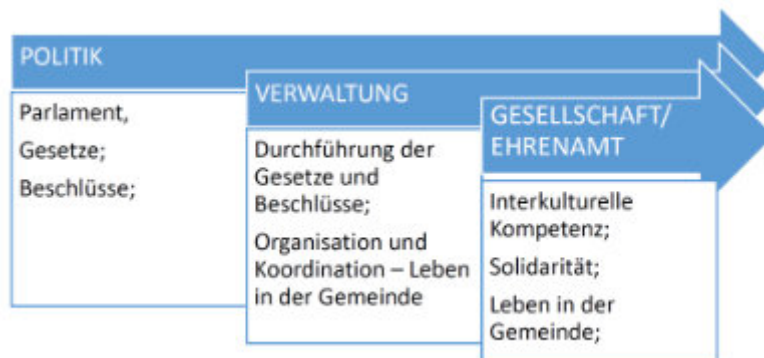 POLITIK
Parlament,
Gesetze;
Beschlüsse;
VERWALTUNG
Durchführung der
Gesetze und
Beschlüsse;
Organisation und
Koordination – Leben
in der Gemeinde
GESELLSCHAFT/
EHRENAMT
Interkulturelle
Kompetenz;
Solidarität;
Leben in der
Gemeinde;